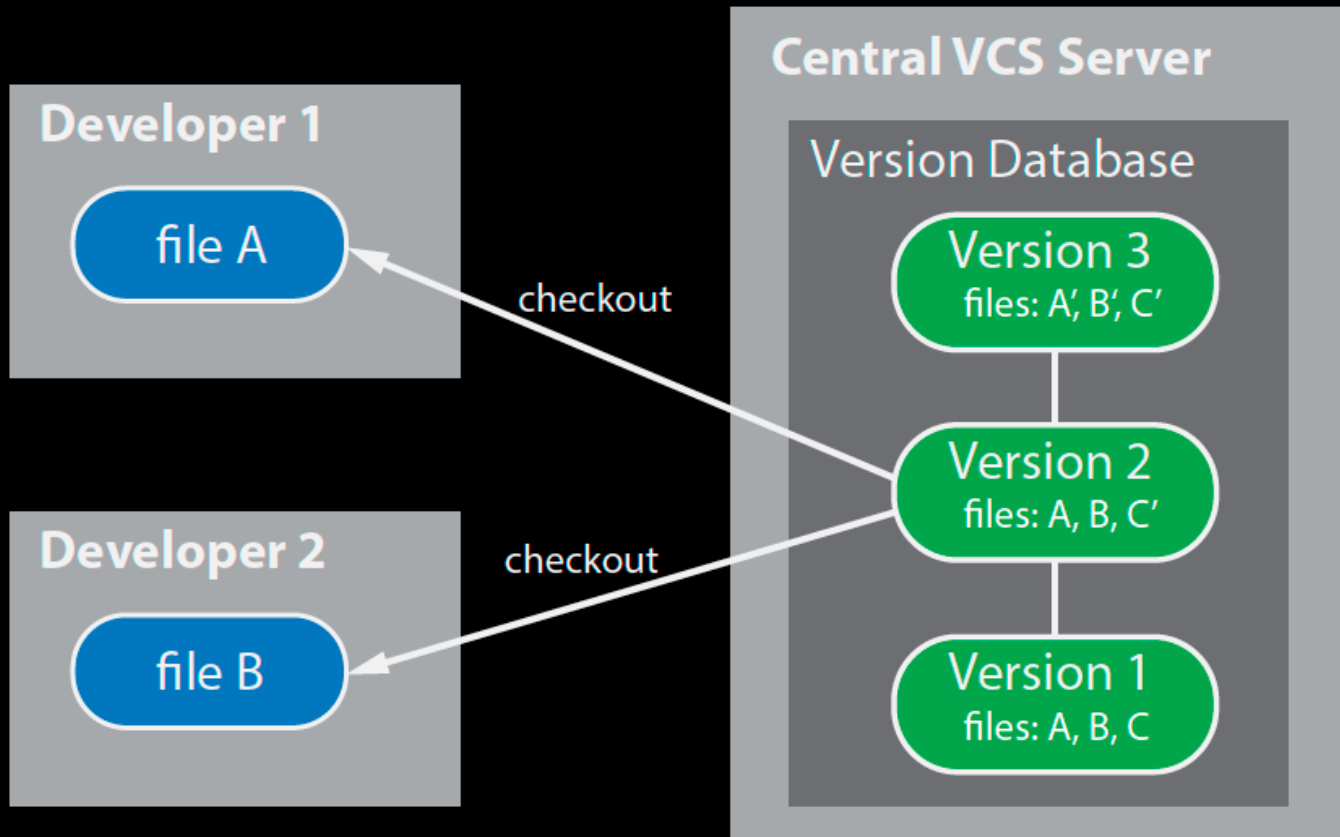 Developer 1
file A
checkout
Developer 2
file B
checkout
Central VCS Server
Version Database
Version 3
files: A’, B‘, C’
Version 2
files: A, B, C’
Version 1
files: A, B, C